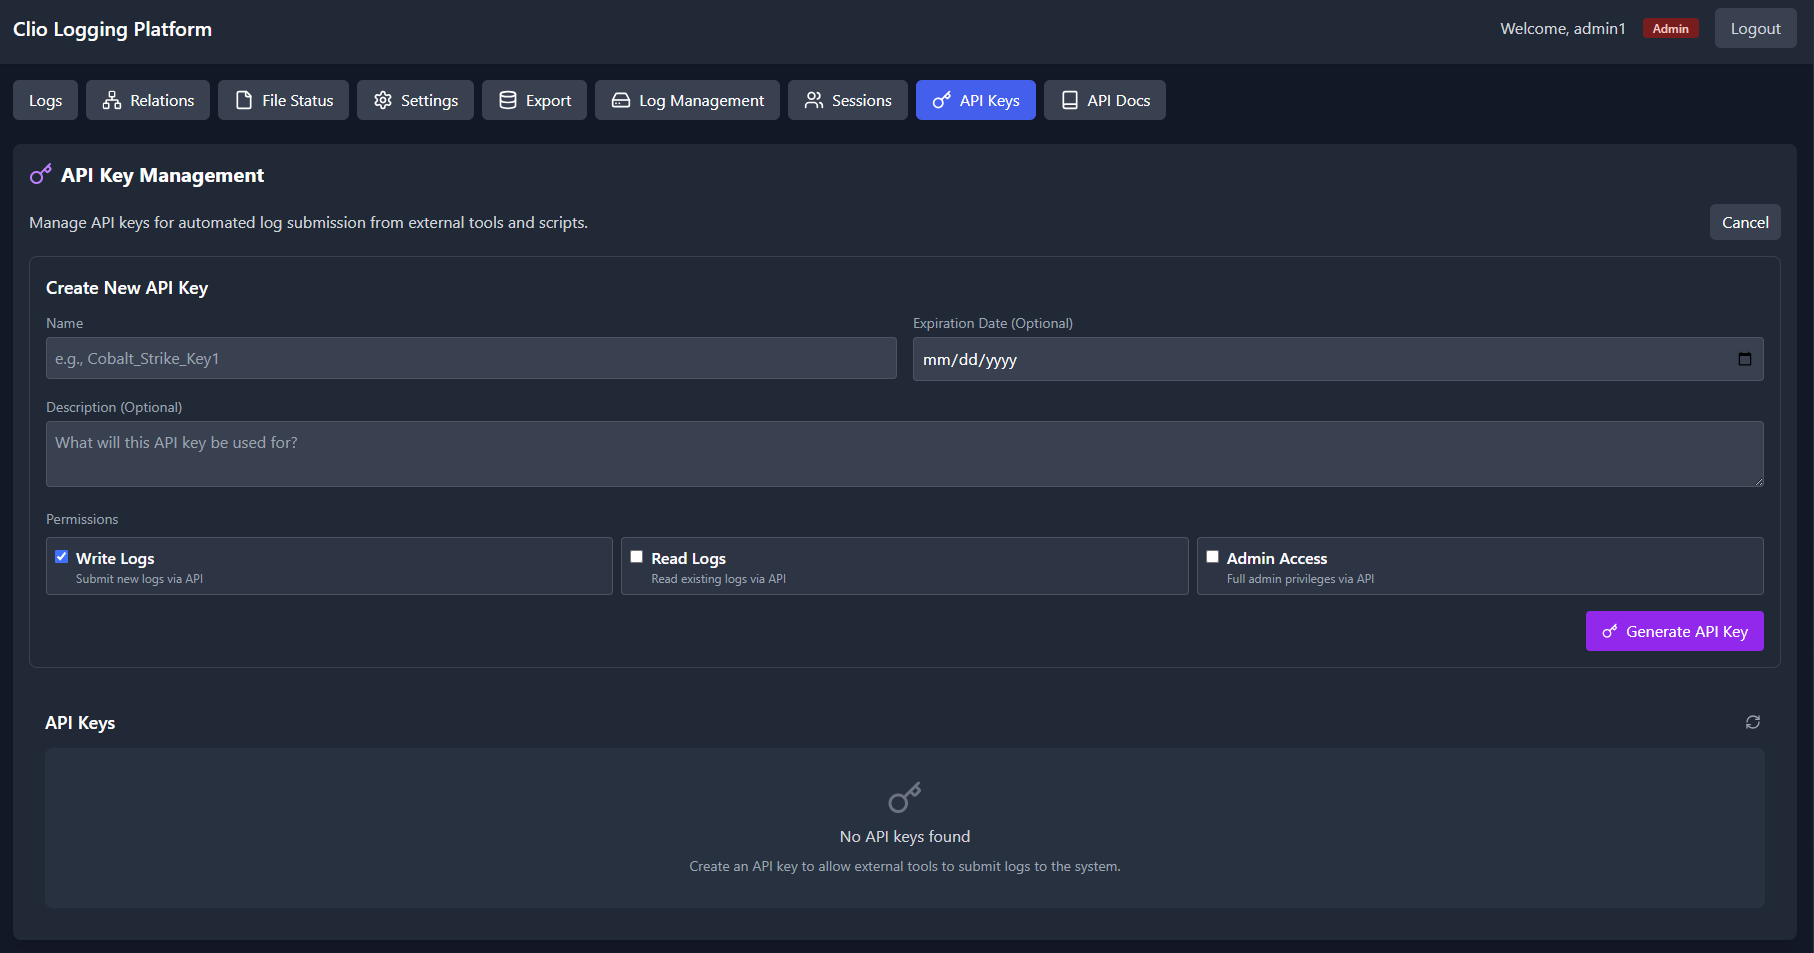 Clio Logging Platform
Welcome, admin1 Admin Logout
Logs Relations File Status Settings Export Log Management Sessions API Keys API Docs
API Key Management
Manage API keys for automated log submission from external tools and scripts.
Cancel
Create New API Key
Name
e.g., Cobalt_Strike_Key1
Expiration Date (Optional)
mm/dd/yyyy
Description (Optional)
What will this API key be used for?
Permissions
Write Logs
Submit new logs via API
Read Logs
Read existing logs via API
Admin Access
Full admin privileges via API
Generate API Key
API Keys
No API keys found
Create an API key to allow external tools to submit logs to the system.